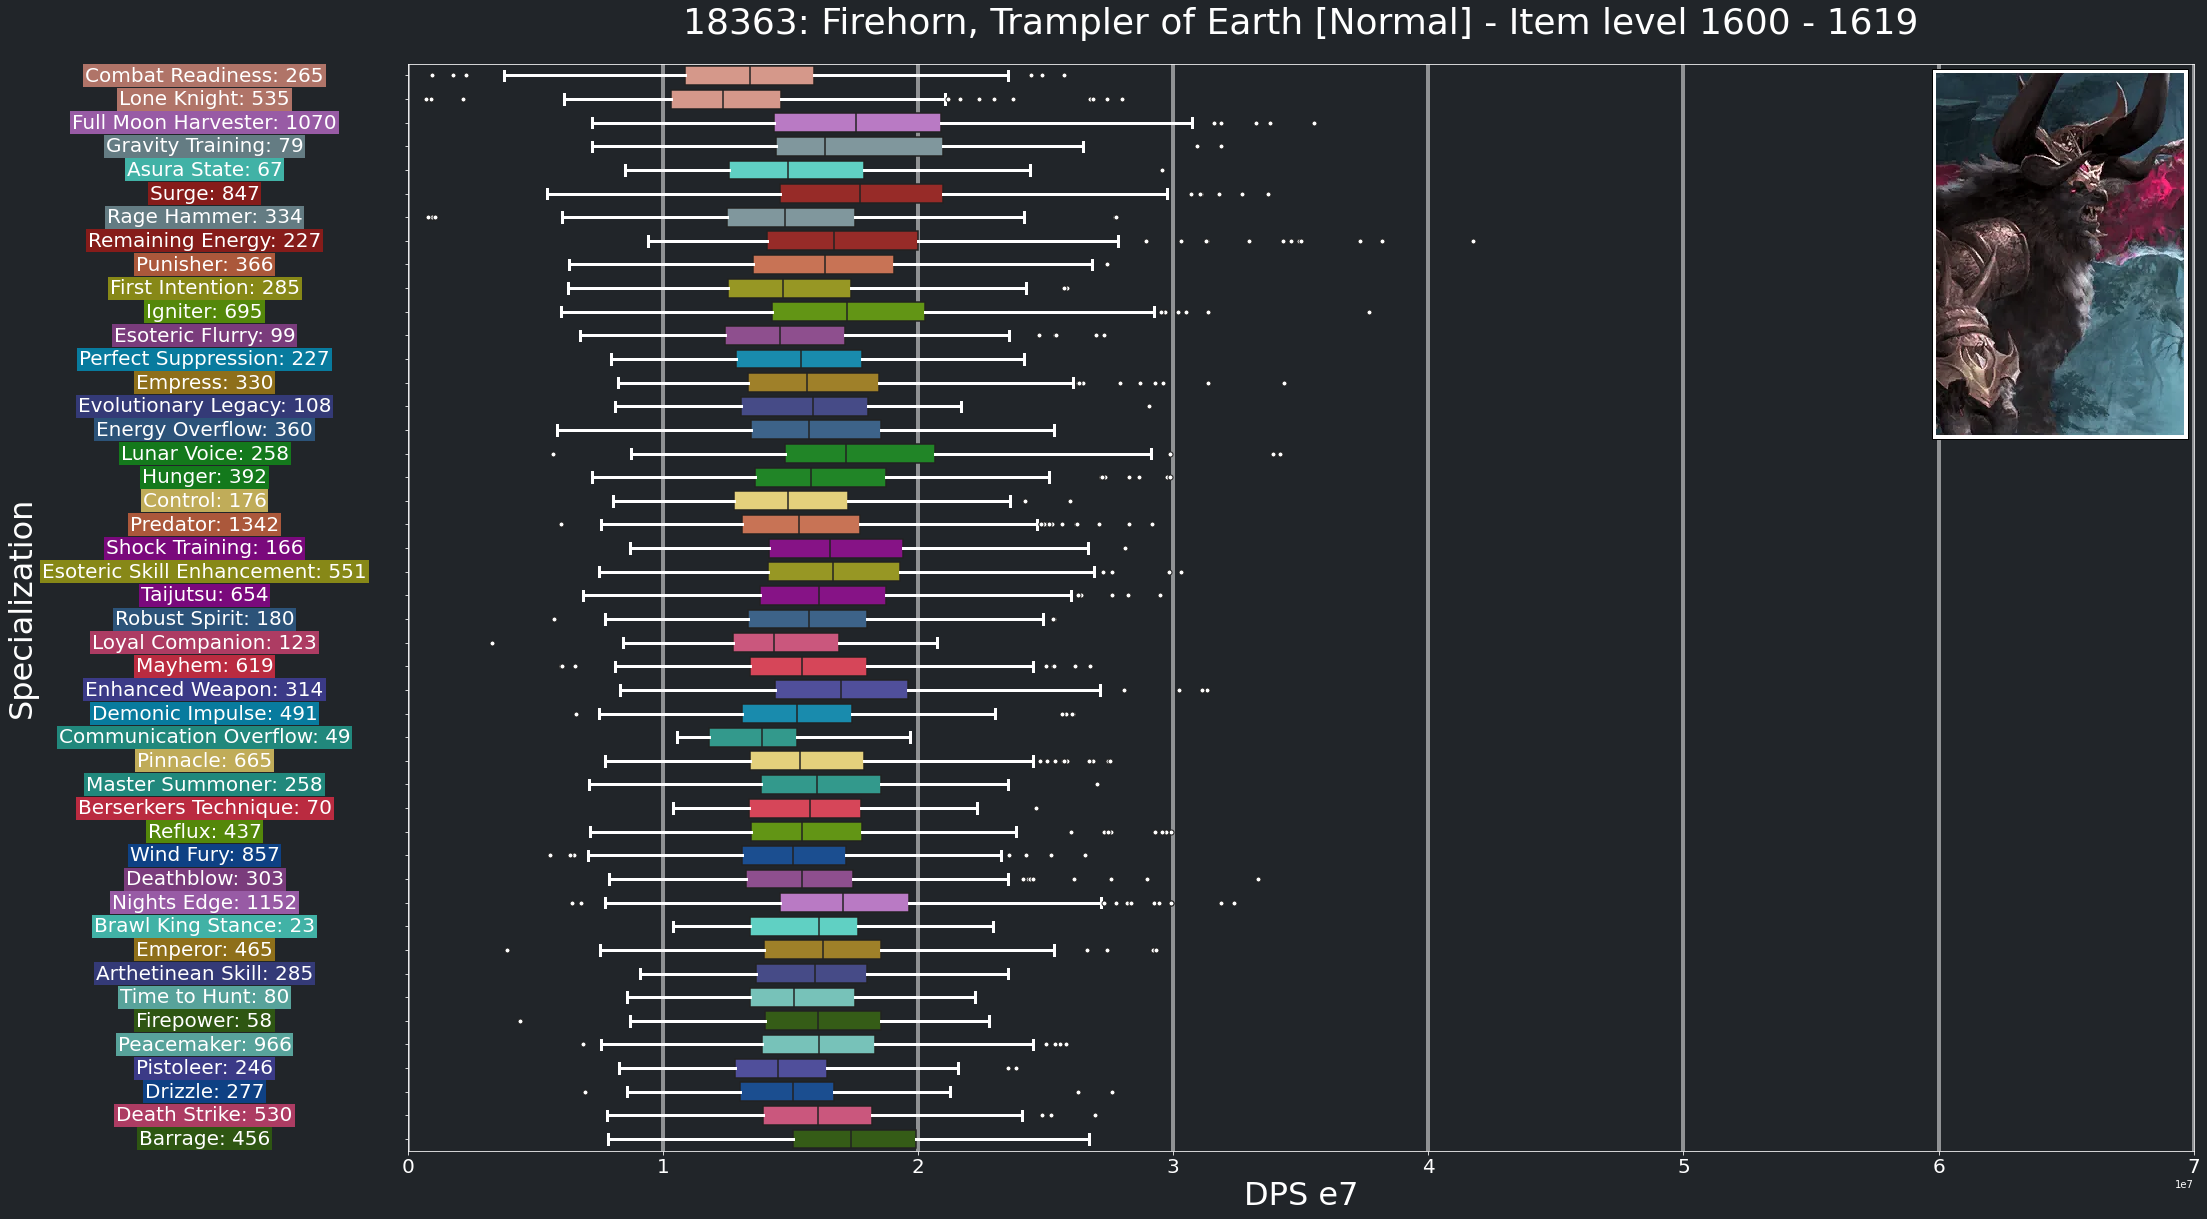 18363: Firehorn, Trampler of Earth [Normal] - Item level 1600 - 1619
Combat Readiness: 265
Lone Knight: 535
Full Moon Harvester: 1070
Gravity Training: 79
Asura State: 67
Surge: 847
Rage Hammer: 334
Remaining Energy: 227
Punisher: 366
First Intention: 285
Igniter: 695
Esoteric Flurry: 99
Perfect Suppression: 227
Empress: 330
Evolutionary Legacy: 108
Energy Overflow: 360
Lunar Voice: 258
Hunger: 392
Control: 176
Predator: 1342
Shock Training: 166
Esoteric Skill Enhancement: 551
Taijutsu: 654
Robust Spirit: 180
Loyal Companion: 123
Mayhem: 619
Enhanced Weapon: 314
Demonic Impulse: 491
Communication Overflow: 49
Pinnacle: 665
Master Summoner: 258
Berserkers Technique: 70
Reflux: 437
Wind Fury: 857
Deathblow: 303
Nights Edge: 1152
Brawl King Stance: 23
Emperor: 465
Arthetinean Skill: 285
Time to Hunt: 80
Firepower: 58
Peacemaker: 966
Pistoleer: 246
Drizzle: 277
Death Strike: 530
Barrage: 456
Specialization
0 1 2 3 4 5 6 7
1e7
DPS e7